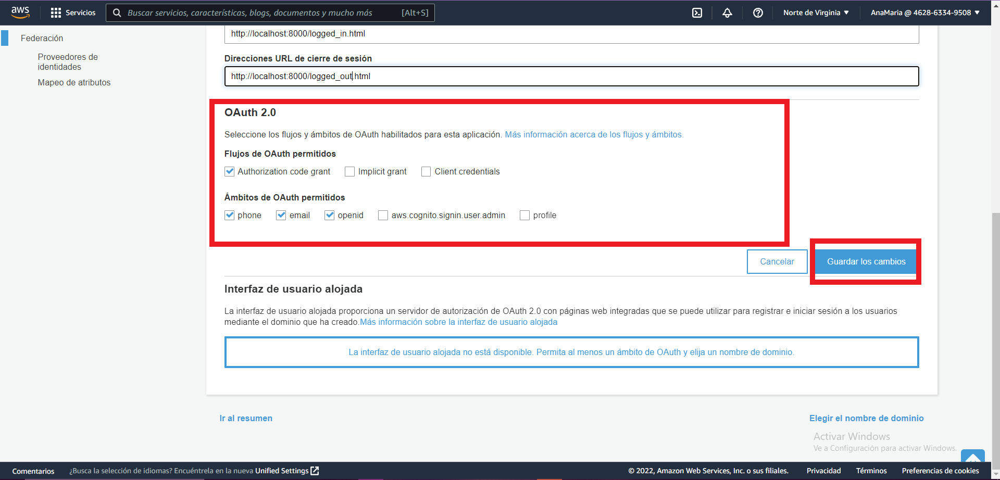 aws
Servicios
Buscar servicios, características, blogs, documentos y mucho más [Alt+S]
Norte de Virginia
AnaMaria @ 4628-6334-9508
Federación
Proveedores de
identidades
Mapeo de atributos
http://localhost:8000/logged_in.html
Direcciones URL de cierre de sesión
http://localhost:8000/logged_out.html
OAuth 2.0
Seleccione los flujos y ámbitos de OAuth habilitados para esta aplicación. Más información acerca de los flujos y ámbitos.
Flujos de OAuth permitidos
Authorization code grant Implicit grant Client credentials
Ámbitos de OAuth permitidos
phone email openid aws.cognito.signin.user.admin profile
Cancelar Guardar los cambios
Interfaz de usuario alojada
La interfaz de usuario alojada proporciona un servidor de autorización de OAuth 2.0 con páginas web integradas que se puede utilizar para registrar e iniciar sesión a los usuarios
mediante el dominio que ha creado.Más información sobre la interfaz de usuario alojada
La interfaz de usuario alojada no está disponible. Permita al menos un ámbito de OAuth y elija un nombre de dominio.
Ir al resumen
Elegir el nombre de dominio
Activar Windows
Ve a Configuración para activar Windows.
Comentarios
¿Busca la selección de idiomas? Encuéntrela en la nueva Unified Settings
© 2022, Amazon Web Services, Inc. o sus filiales.
Privacidad
Términos
Preferencias de cookies